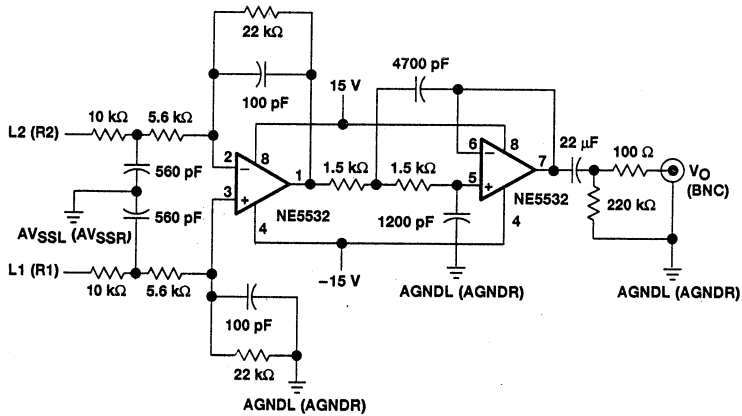 22 kΩ
100 pF
4700 pF
15 V
L2 (R2)
10 kΩ
5.6 kΩ
560 pF
560 pF
AVSSL (AVSSR)
L1 (R1)
10 kΩ
5.6 kΩ
2
8
1
3
4
NE5532
1.5 kΩ
1.5 kΩ
1200 pF
–15 V
AGNDL (AGNDR)
6
8
7
5
4
NE5532
22 μF
100 Ω
VO
(BNC)
220 kΩ
AGNDL (AGNDR)
100 pF
22 kΩ
AGNDL (AGNDR)